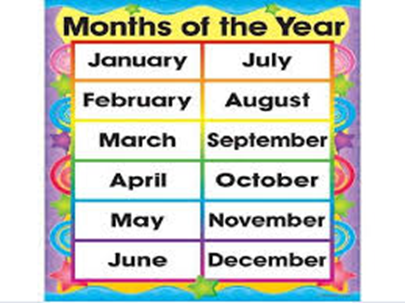 Months of the Year
January July
February August
March September
April October
May November
June December